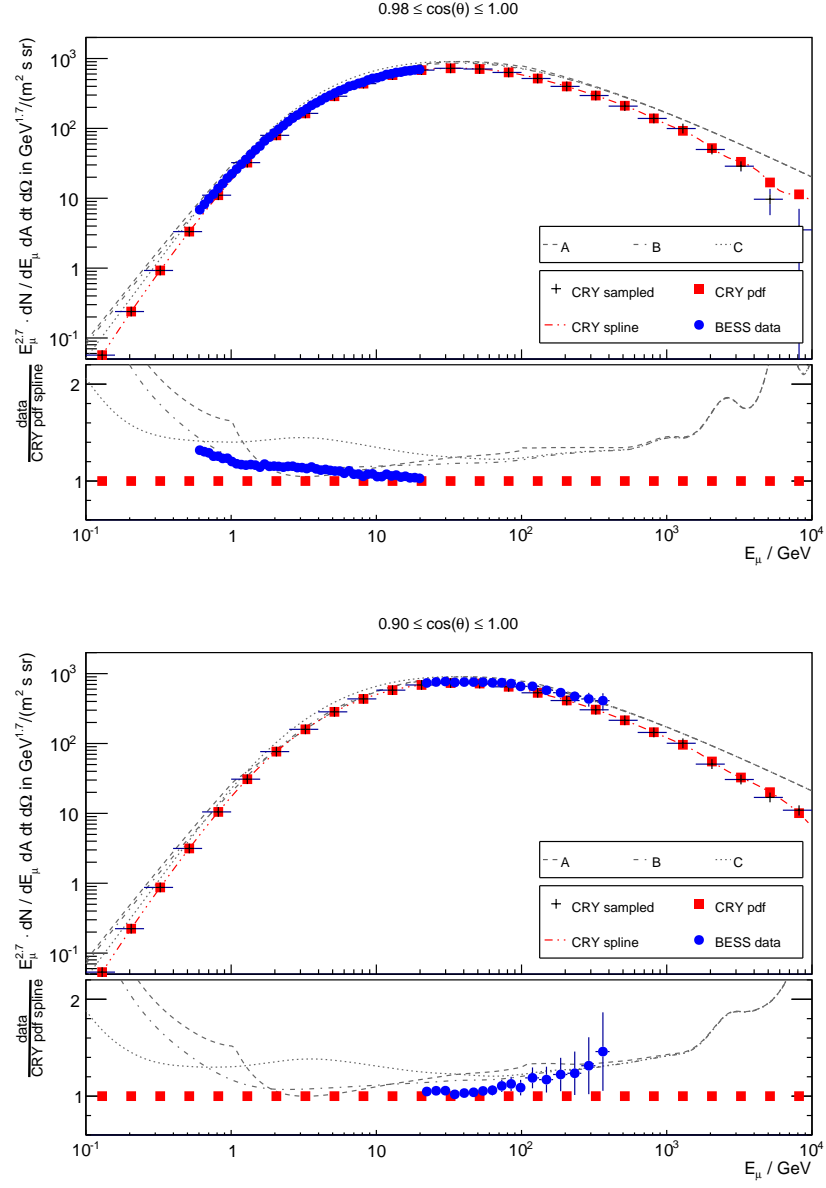 0.98 ≤ cos(θ) ≤ 1.00
E_μ^2.7 · dN / dE_μ dA dt dΩ in GeV^1.7/(m² s sr)
10³
10²
10
1
10⁻¹
A B C
CRY sampled CRY pdf
CRY spline BESS data
data
CRY pdf spline
2
1
10⁻¹ 1 10 10² 10³ 10⁴
E_μ / GeV
0.90 ≤ cos(θ) ≤ 1.00
E_μ^2.7 · dN / dE_μ dA dt dΩ in GeV^1.7/(m² s sr)
10³
10²
10
1
10⁻¹
A B C
CRY sampled CRY pdf
CRY spline BESS data
data
CRY pdf spline
2
1
10⁻¹ 1 10 10² 10³ 10⁴
E_μ / GeV